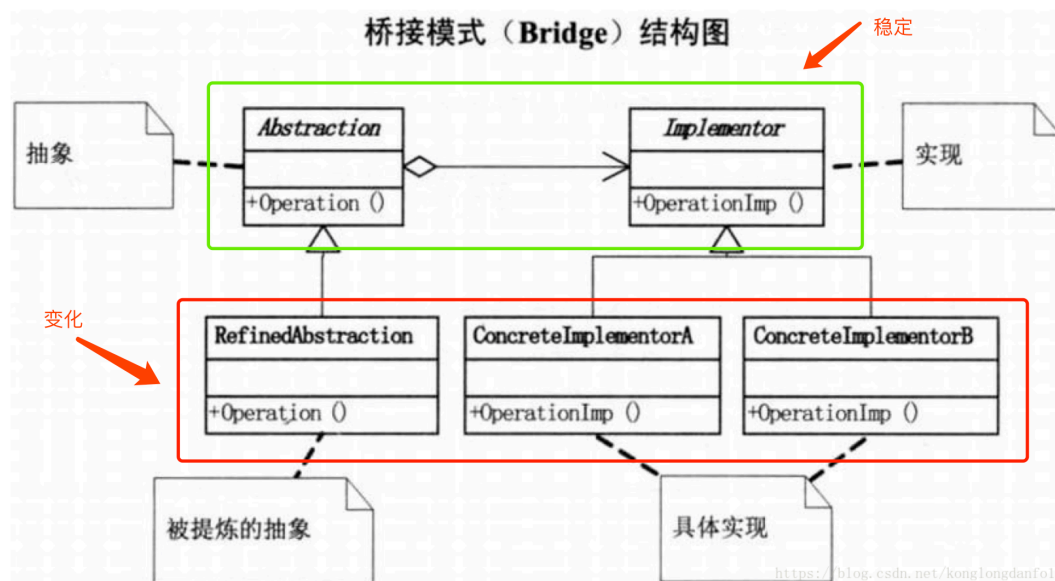 桥接模式（Bridge）结构图
稳定
抽象
Abstraction
+Operation ()
Implementor
+OperationImp ()
实现
变化
RefinedAbstraction
+Operation ()
ConcreteImplementorA
+OperationImp ()
ConcreteImplementorB
+OperationImp ()
被提炼的抽象
具体实现
https://blog.csdn.net/konglongdanfo1